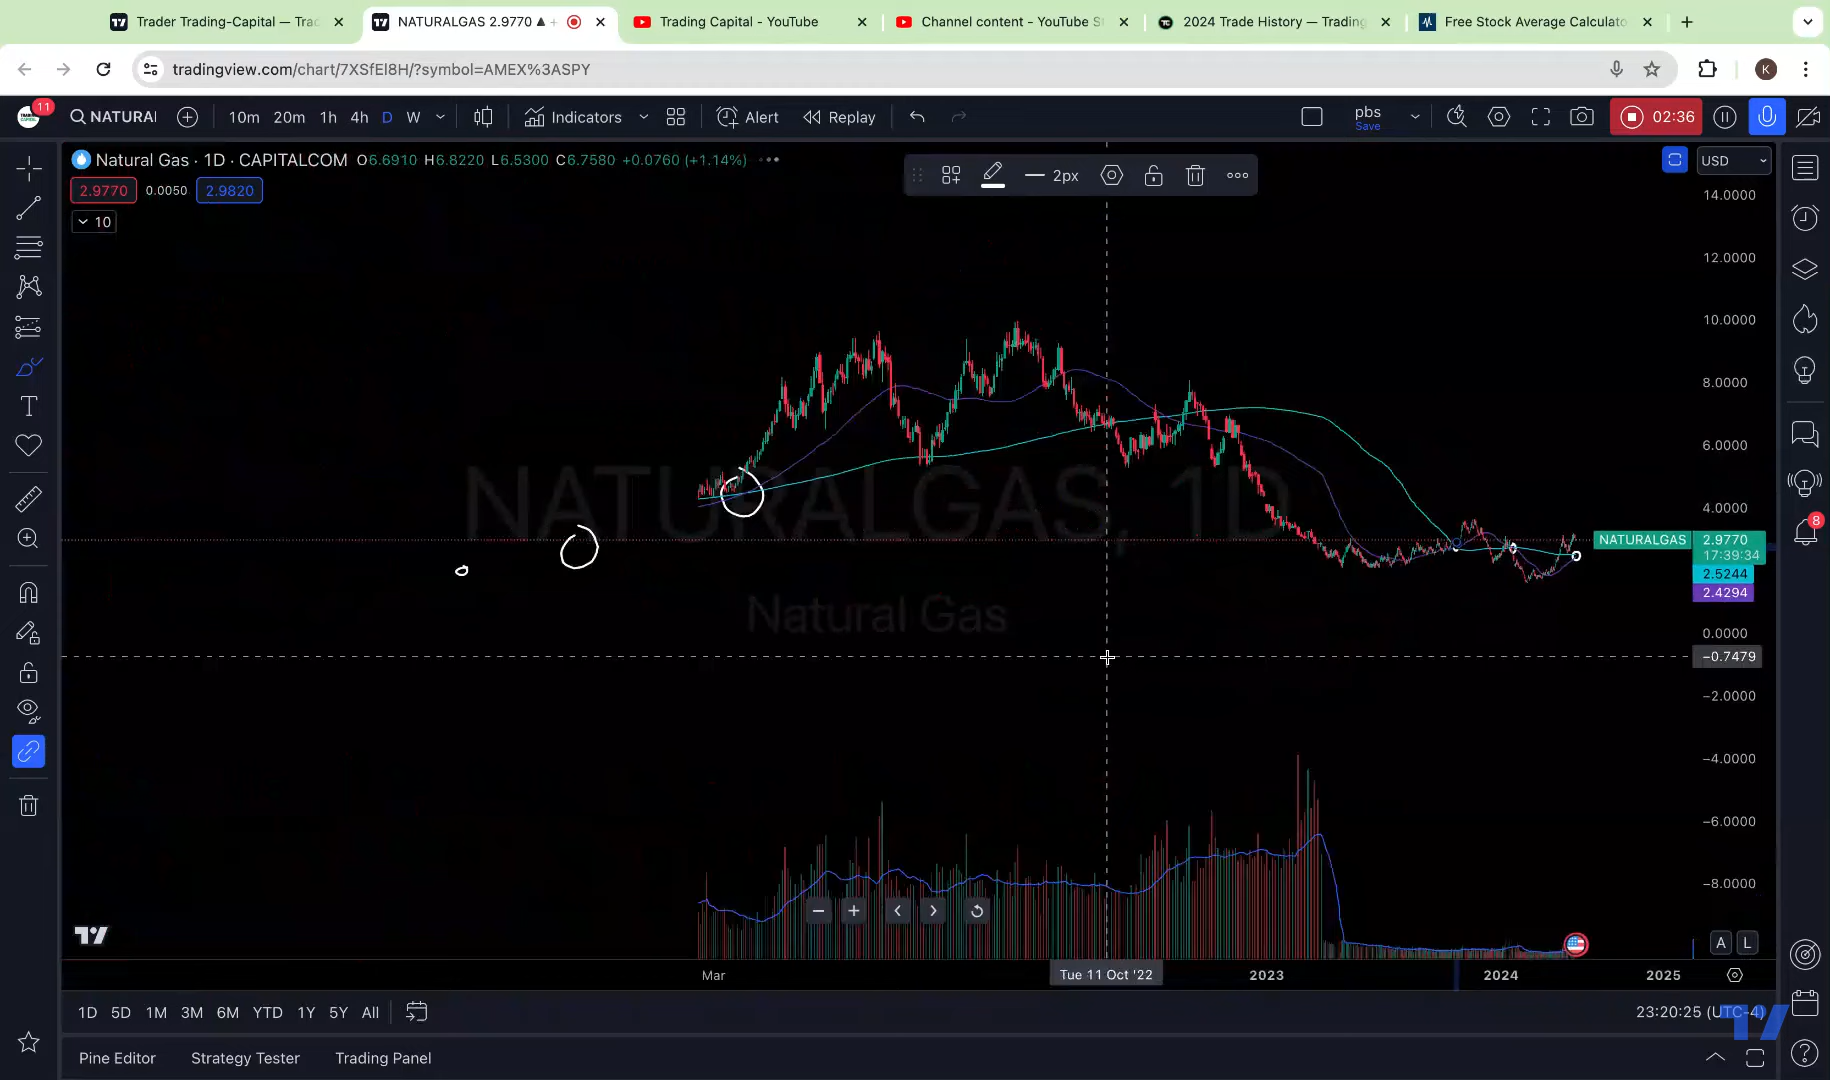 Trader Trading-Capital — Trac
NATURALGAS 2.9770 ▲ +
Trading Capital - YouTube
Channel content - YouTube S
2024 Trade History — Trading
Free Stock Average Calculato
tradingview.com/chart/7XSfEl8H/?symbol=AMEX%3ASPY
K
11
NATURAL
10m
20m
1h
4h
D
W
Indicators
Alert
Replay
pbs
Save
02:36
Natural Gas · 1D · CAPITALCOM O6.6910 H6.8220 L6.5300 C6.7580 +0.0760 (+1.14%)
2px
USD
2.9770
0.0050
2.9820
10
14.0000
12.0000
10.0000
8.0000
6.0000
4.0000
NATURALGAS, 1D
Natural Gas
NATURALGAS
2.9770
17:39:34
2.5244
2.4294
0.0000
−0.7479
−2.0000
−4.0000
−6.0000
−8.0000
8
A
L
Mar
Tue 11 Oct '22
2023
2024
2025
1D
5D
1M
3M
6M
YTD
1Y
5Y
All
23:20:25 (UTC-4)
Pine Editor
Strategy Tester
Trading Panel